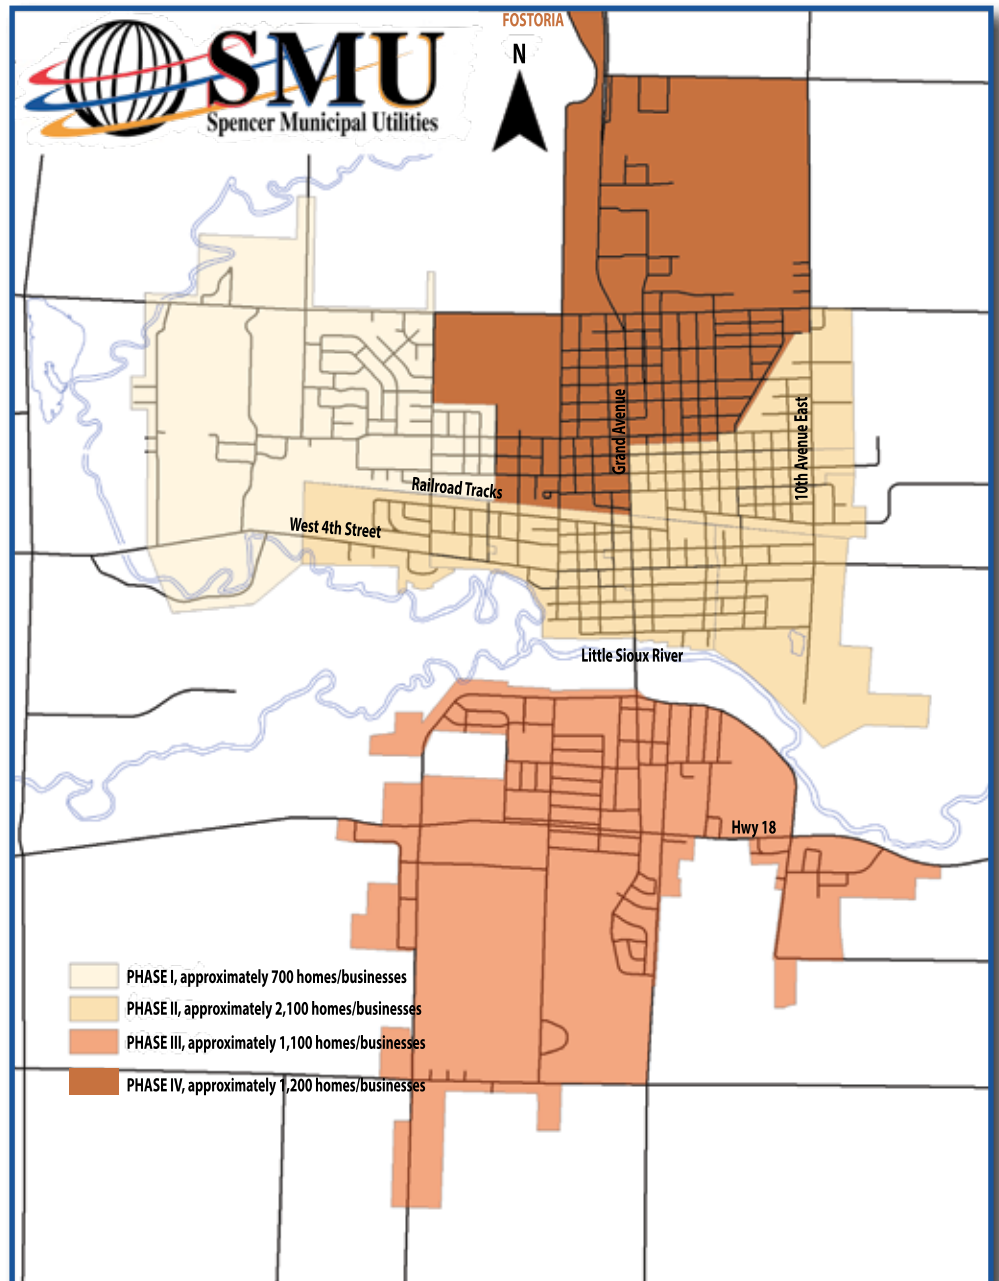 FOSTORIA
N
SMU
Spencer Municipal Utilities
Grand Avenue
10th Avenue East
Railroad Tracks
West 4th Street
Little Sioux River
Hwy 18
PHASE I, approximately 700 homes/businesses
PHASE II, approximately 2,100 homes/businesses
PHASE III, approximately 1,100 homes/businesses
PHASE IV, approximately 1,200 homes/businesses